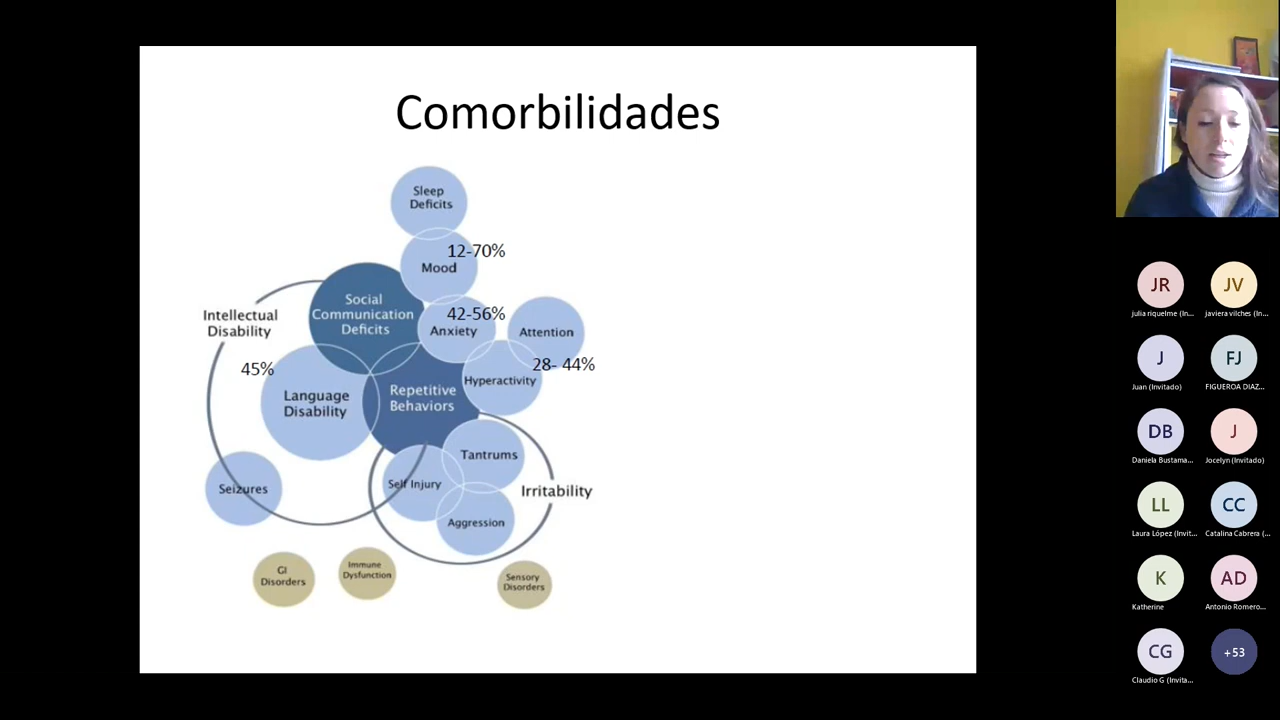 Comorbilidades
Sleep
Deficits
12-70%
Mood
Social
Communication
Deficits
42-56%
Anxiety
Attention
28- 44%
Hyperactivity
Intellectual
Disability
45%
Language
Disability
Repetitive
Behaviors
Tantrums
Self Injury
Irritability
Aggression
Seizures
GI
Disorders
Immune
Dysfunction
Sensory
Disorders
JR
julia riquelme (In...
JV
javiera vilches (In...
J
Juan (Invitado)
FJ
FIGUEROA DIAZ...
DB
Daniela Bustama...
J
Jocelyn (Invitado)
LL
Laura López (Invit...
CC
Catalina Cabrera (...
K
Katherine
AD
Antonio Romero...
CG
Claudio G (Invita...
+53